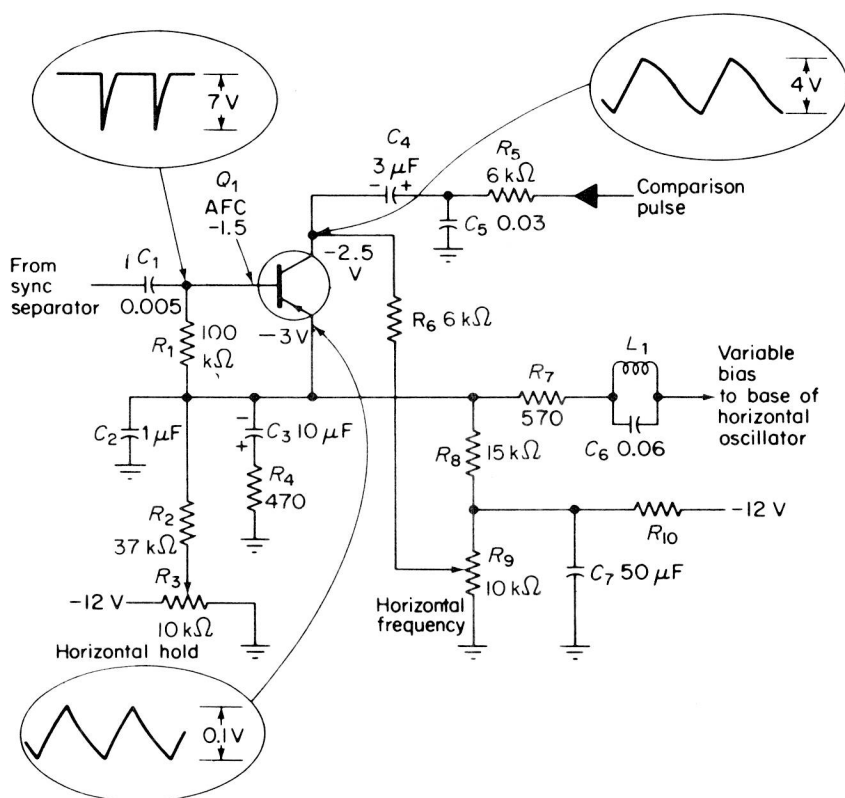 7 V
4 V
C4
3 μF
- +
R5
6 kΩ
Comparison
pulse
Q1
AFC
-1.5
C5 0.03
-2.5
V
From
sync
separator
C1
0.005
R1
100
kΩ
-3 V
R6 6 kΩ
L1
Variable
bias
to base of
horizontal
oscillator
R7
570
C6 0.06
C2 1 μF
-
+
C3 10 μF
R8 15 kΩ
R4
470
R2
37 kΩ
R10
-12 V
R3
R9
10 kΩ
C7 50 μF
-12 V
10 kΩ
Horizontal
frequency
Horizontal hold
0.1 V